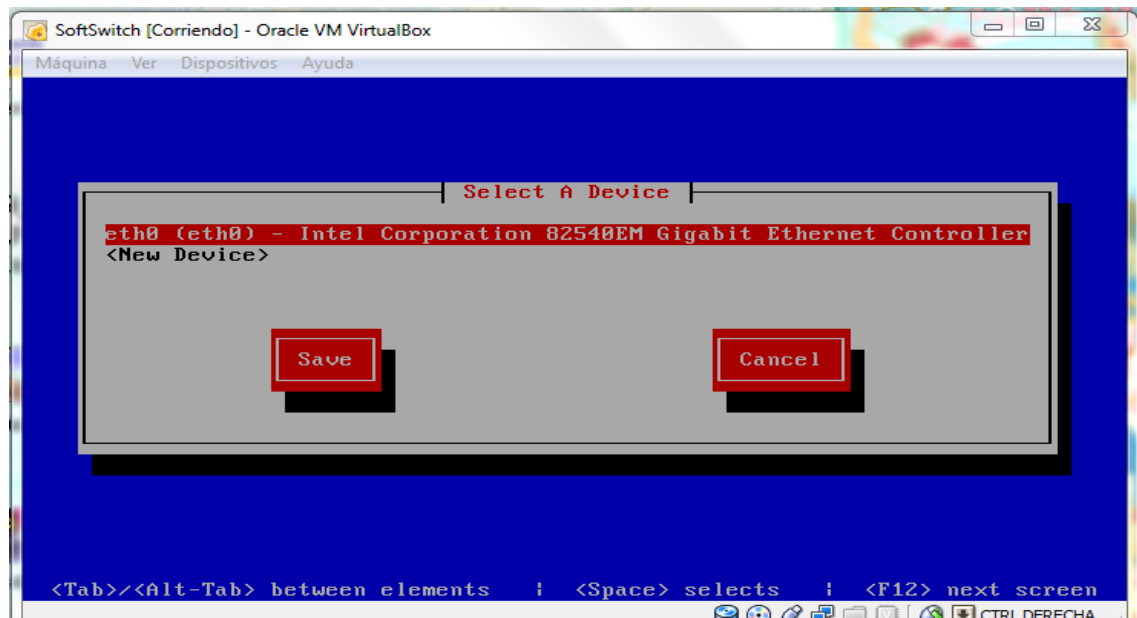 SoftSwitch [Corriendo] - Oracle VM VirtualBox
Máquina Ver Dispositivos Ayuda
Select A Device
eth0 (eth0) - Intel Corporation 82540EM Gigabit Ethernet Controller
<New Device>
Save Cancel
<Tab>/<Alt-Tab> between elements | <Space> selects | <F12> next screen
CTRL DERECHA